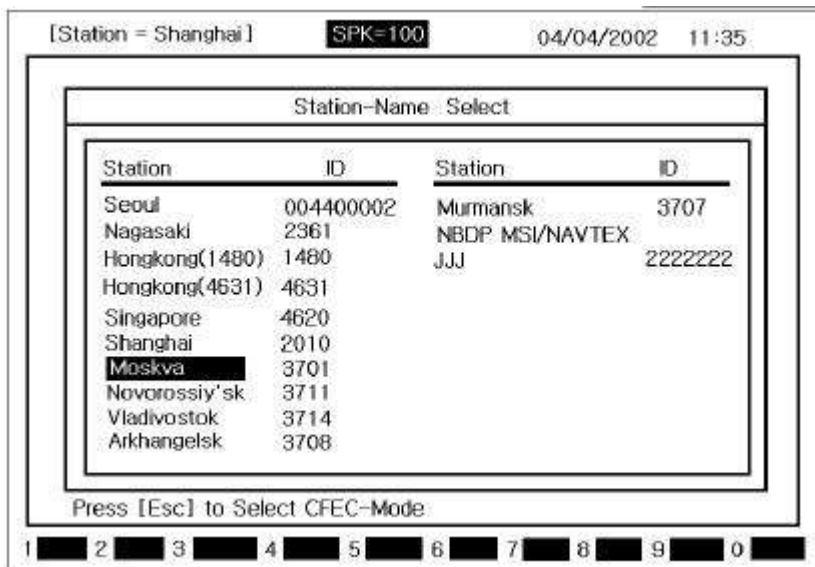 [Station = Shanghai] SPK=100 04/04/2002 11:35
Station-Name Select
Station ID Station ID
Seoul 004400002 Murmansk 3707
Nagasaki 2361 NBDP MSI/NAVTEX
Hongkong(1480) 1480 JJJ 2222222
Hongkong(4631) 4631
Singapore 4620
Shanghai 2010
Moskva 3701
Novorossiy'sk 3711
Vladivostok 3714
Arkhangelsk 3708
Press [Esc] to Select CFEC-Mode
1 2 3 4 5 6 7 8 9 0